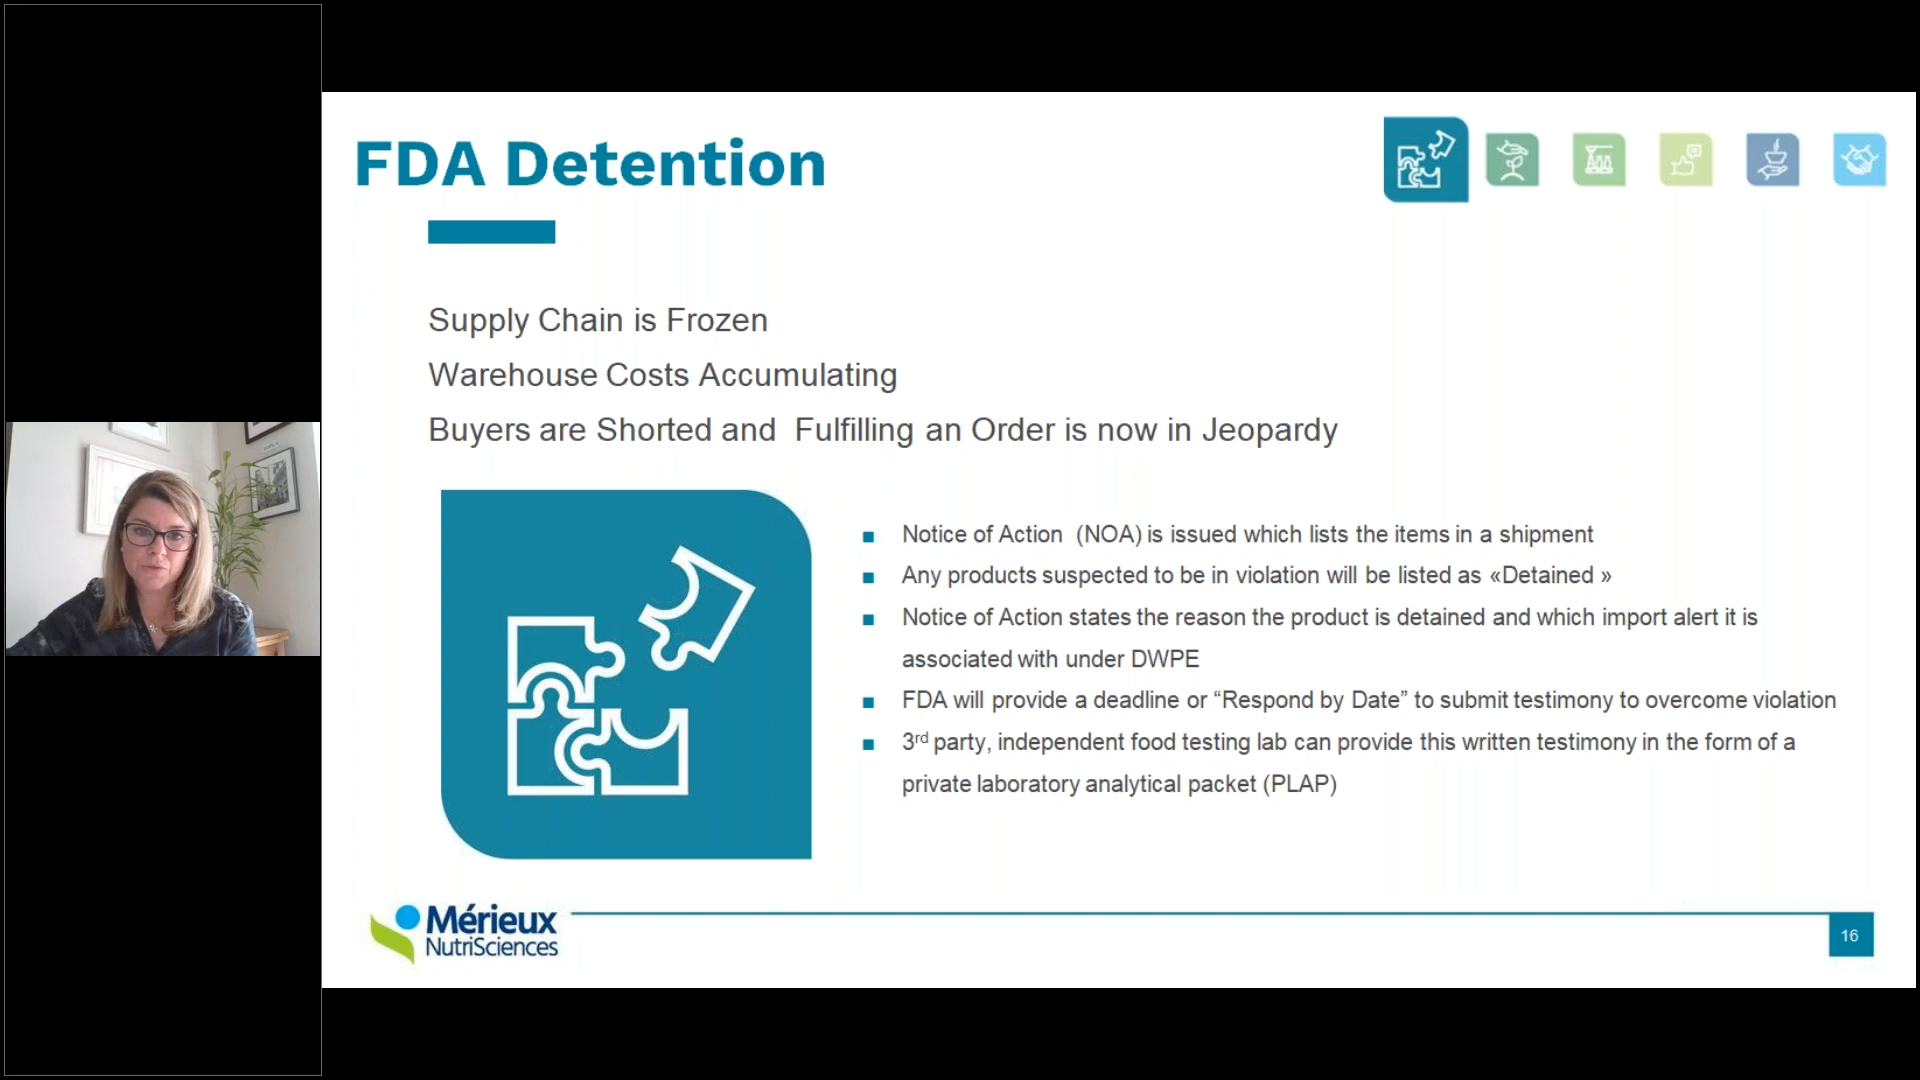 FDA Detention
Supply Chain is Frozen
Warehouse Costs Accumulating
Buyers are Shorted and  Fulfilling an Order is now in Jeopardy
■ Notice of Action  (NOA) is issued which lists the items in a shipment
■ Any products suspected to be in violation will be listed as «Detained »
■ Notice of Action states the reason the product is detained and which import alert it is
associated with under DWPE
■ FDA will provide a deadline or “Respond by Date” to submit testimony to overcome violation
■ 3rd party, independent food testing lab can provide this written testimony in the form of a
private laboratory analytical packet (PLAP)
Mérieux
NutriSciences
16